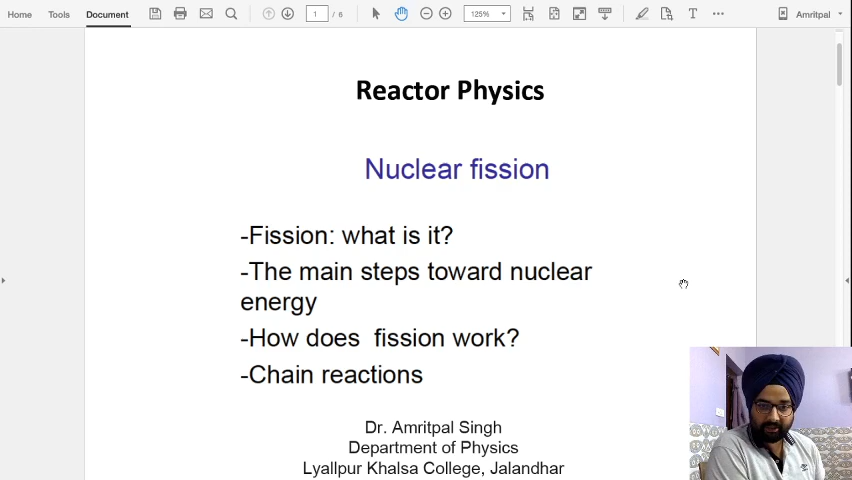 Home Tools Document 1 / 6 125% Amritpal
Reactor Physics
Nuclear fission
-Fission: what is it?
-The main steps toward nuclear
energy
-How does fission work?
-Chain reactions
Dr. Amritpal Singh
Department of Physics
Lyallpur Khalsa College, Jalandhar